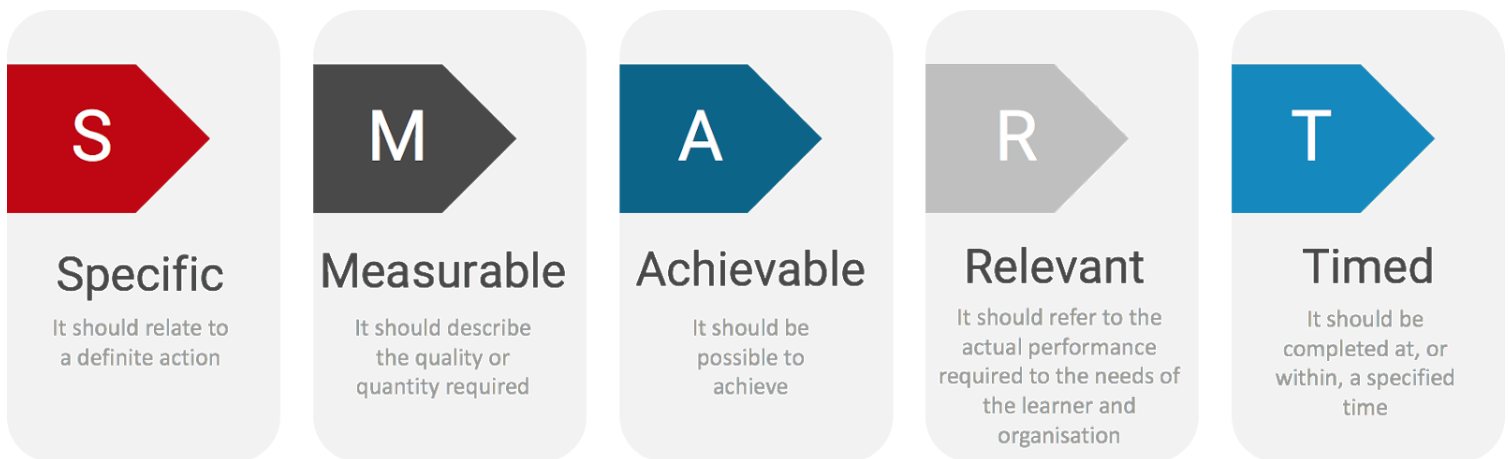 S
Specific
It should relate to
a definite action
M
Measurable
It should describe
the quality or
quantity required
A
Achievable
It should be
possible to
achieve
R
Relevant
It should refer to the
actual performance
required to the needs of
the learner and
organisation
T
Timed
It should be
completed at, or
within, a specified
time